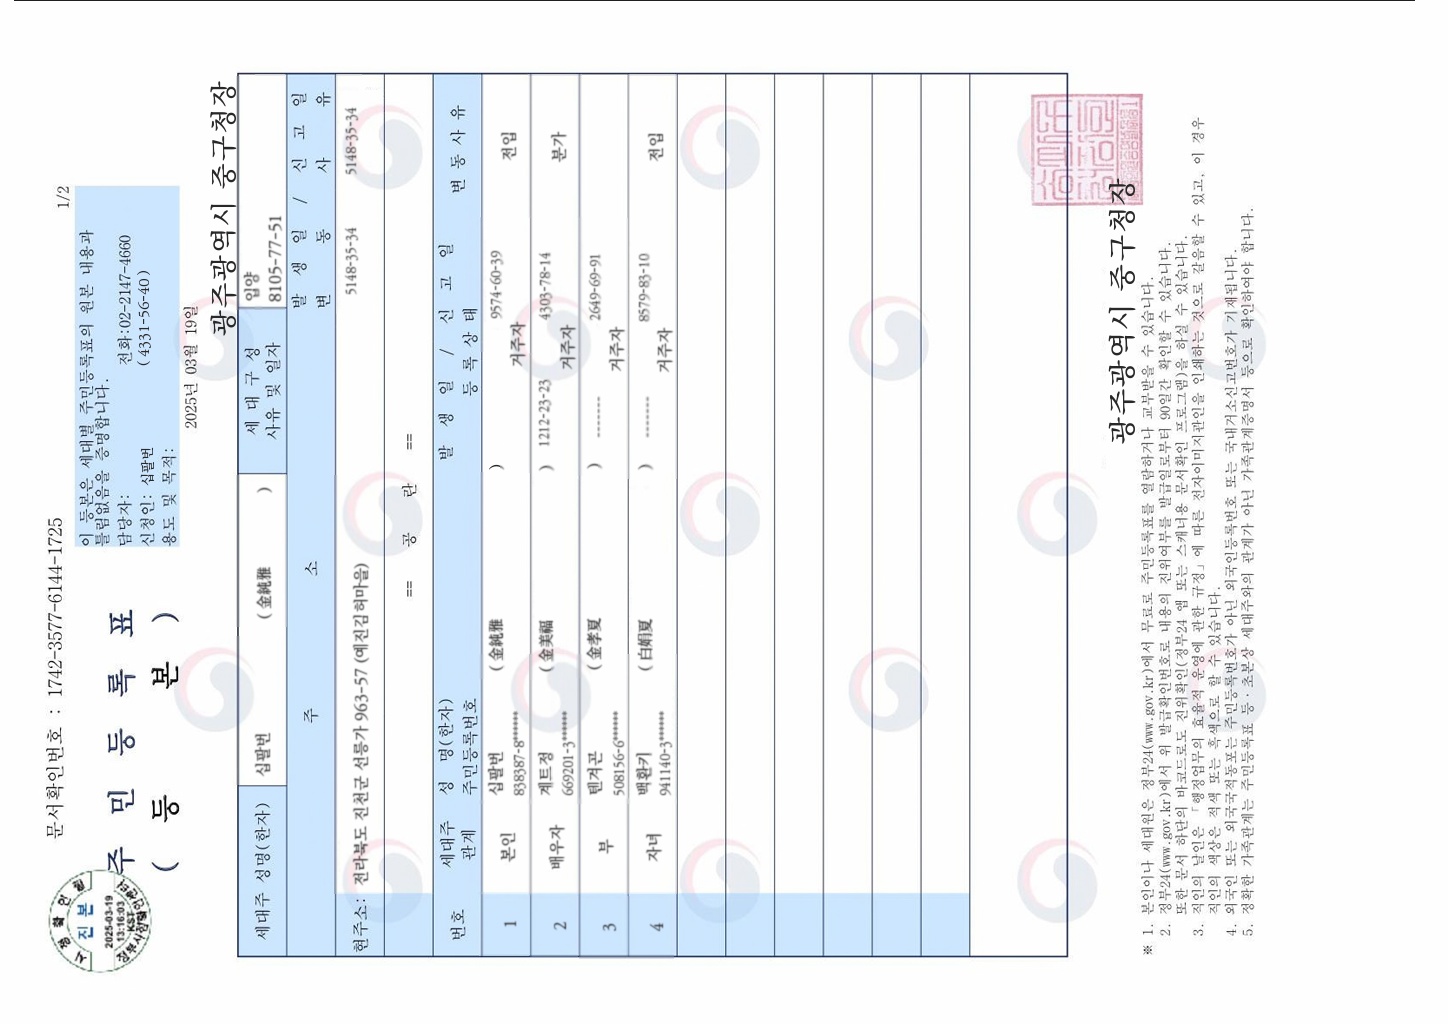 문서확인번호 : 1742-3577-6144-1725
1/2
주 민 등 록 표
( 등 본 )
이 등본은 세대별 주민등록표의 원본 내용과
틀림없음을 증명합니다.
담당자: 전화:02-2147-4660
신청인: 십팔번 (4331-56-40)
용도 및 목적:
2025년 03월 19일
광주광역시 중구청장
진본
2025-03-19
13:16:03
KST
세대주 성명(한자) 십팔번 (金純雅 ) 세 대 구 성 사유 및 일자 입양
8105-77-51
주 소 발 생 일 / 신 고 일
변 동 사 유
현주소: 전라북도 진천군 선릉가 963-57 (예진김허마을) 5148-35-34 5148-35-34
== 공 란 ==
번호 세대주 관계 성 명(한자) 주민등록번호 발 생 일 / 신 고 일 등 록 상 태 변 동 사 유
1 본인 십팔번 (金純雅 ) 9574-60-39 전입
838387-8****** 거주자
2 배우자 계트정 (金美福 ) 1212-23-23 4303-78-14 분가
669201-3****** 거주자
3 부 텐겨곤 (金孝夏 ) ------- 2649-69-91
508156-6****** 거주자
4 자녀 백환키 (白娟夏 ) ------- 8579-83-10 전입
941140-3****** 거주자
광주광역시 중구청장
※ 1. 본인이나 세대원은 정부24(www.gov.kr)에서 무료로 주민등록표를 열람하거나 교부받을 수 있습니다.
2. 정부24(www.gov.kr)에서 위 발급확인번호로 내용의 진위여부를 발급일로부터 90일간 확인할 수 있습니다.
또한 문서 하단의 바코드로도 진위확인(정부24 앱 또는 스캐너용 문서확인 프로그램)을 하실 수 있습니다.
3. 직인의 날인은 「행정업무의 효율적 운영에 관한 규정」에 따른 전자이미지관인을 인쇄하는 것으로 갈음할 수 있고, 이 경우
직인의 색상은 적색 또는 흑색으로 할 수 있습니다.
4. 외국인 또는 외국국적동포는 주민등록번호가 아닌 외국인등록번호 또는 국내거소신고번호가 기재됩니다.
5. 정확한 가족관계는 주민등록표 등·초본상 세대주와의 관계가 아닌 가족관계증명서 등으로 확인하여야 합니다.